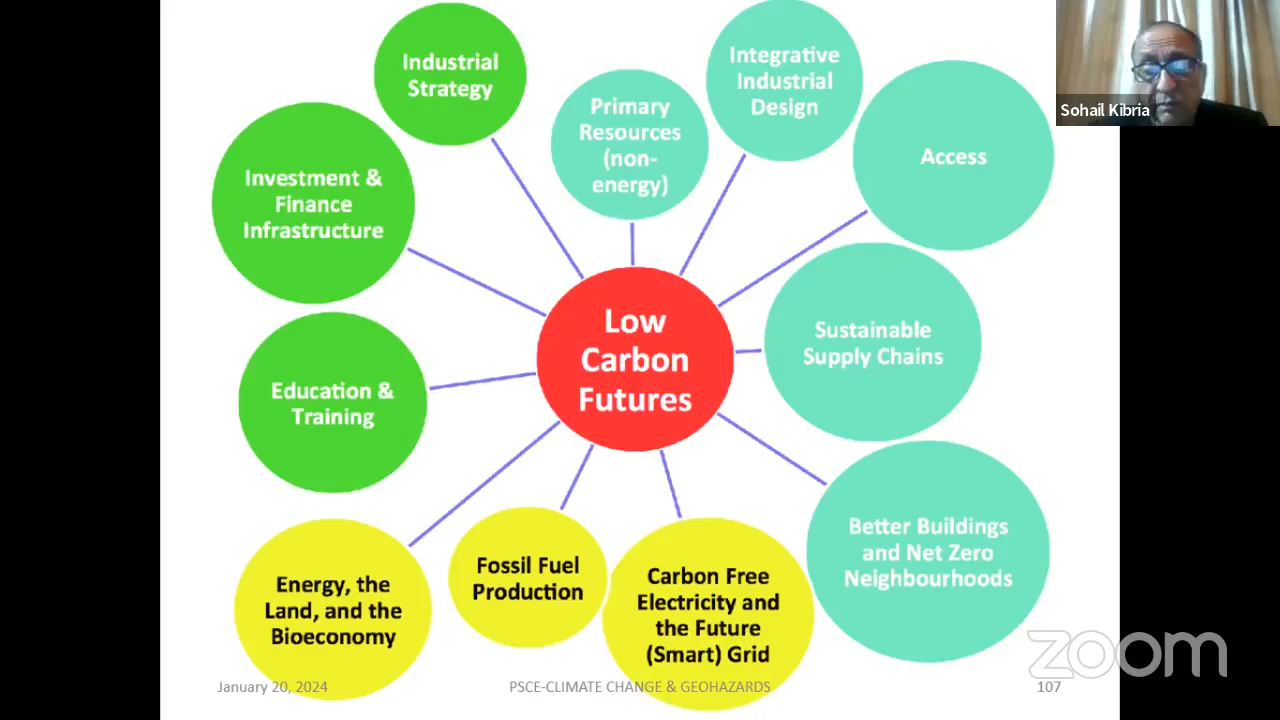 Industrial
Strategy
Primary
Resources
(non-
energy)
Integrative
Industrial
Design
Access
Sohail Kibria
Investment &
Finance
Infrastructure
Low
Carbon
Futures
Sustainable
Supply Chains
Education &
Training
Better Buildings
and Net Zero
Neighbourhoods
Energy, the
Land, and the
Bioeconomy
Fossil Fuel
Production
Carbon Free
Electricity and
the Future
(Smart) Grid
zoom
January 20, 2024
PSCE-CLIMATE CHANGE & GEOHAZARDS
107